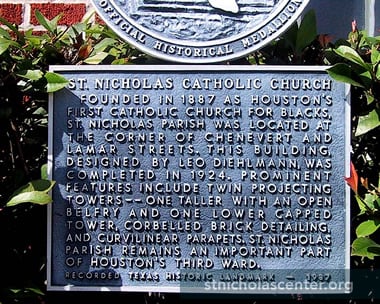 OFFICIAL HISTORICAL MEDALLION
ST. NICHOLAS CATHOLIC CHURCH
FOUNDED IN 1887 AS HOUSTON'S
FIRST CATHOLIC CHURCH FOR BLACKS,
ST. NICHOLAS PARISH WAS LOCATED AT
THE CORNER OF CHENEVERT AND
LAMAR STREETS. THIS BUILDING,
DESIGNED BY LEO DIEHLMANN, WAS
COMPLETED IN 1924. PROMINENT
FEATURES INCLUDE TWIN PROJECTING
TOWERS--ONE TALLER WITH AN OPEN
BELFRY AND ONE LOWER CAPPED
TOWER, CORBELLED BRICK DETAILING,
AND CURVILINEAR PARAPETS. ST. NICHOLAS
PARISH REMAINS AN IMPORTANT PART
OF HOUSTON'S THIRD WARD.
RECORDED TEXAS HISTORIC LANDMARK - 1987
stnicholascenter.org